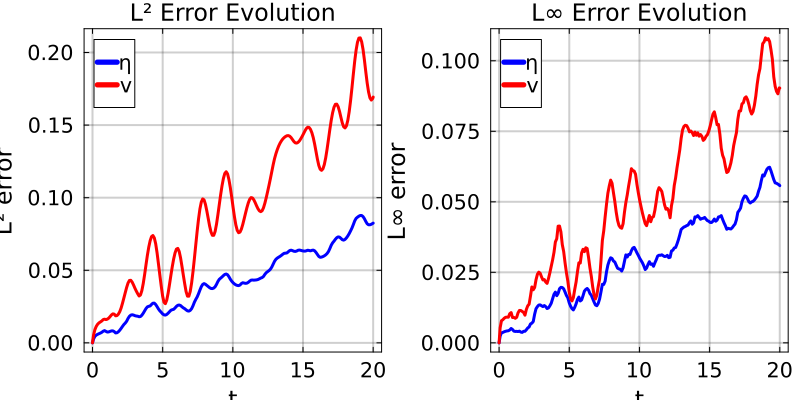 L² Error Evolution
L² error
0.20
0.15
0.10
0.05
0.00
η
v
0 5 10 15 20
t
L∞ Error Evolution
L∞ error
0.100
0.075
0.050
0.025
0.000
η
v
0 5 10 15 20
t